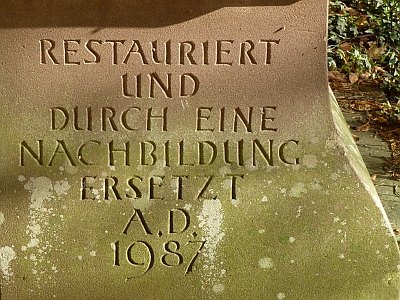 RESTAURIERT
UND
DURCH EINE
NACHBILDUNG
ERSETZT
A.D.
1987